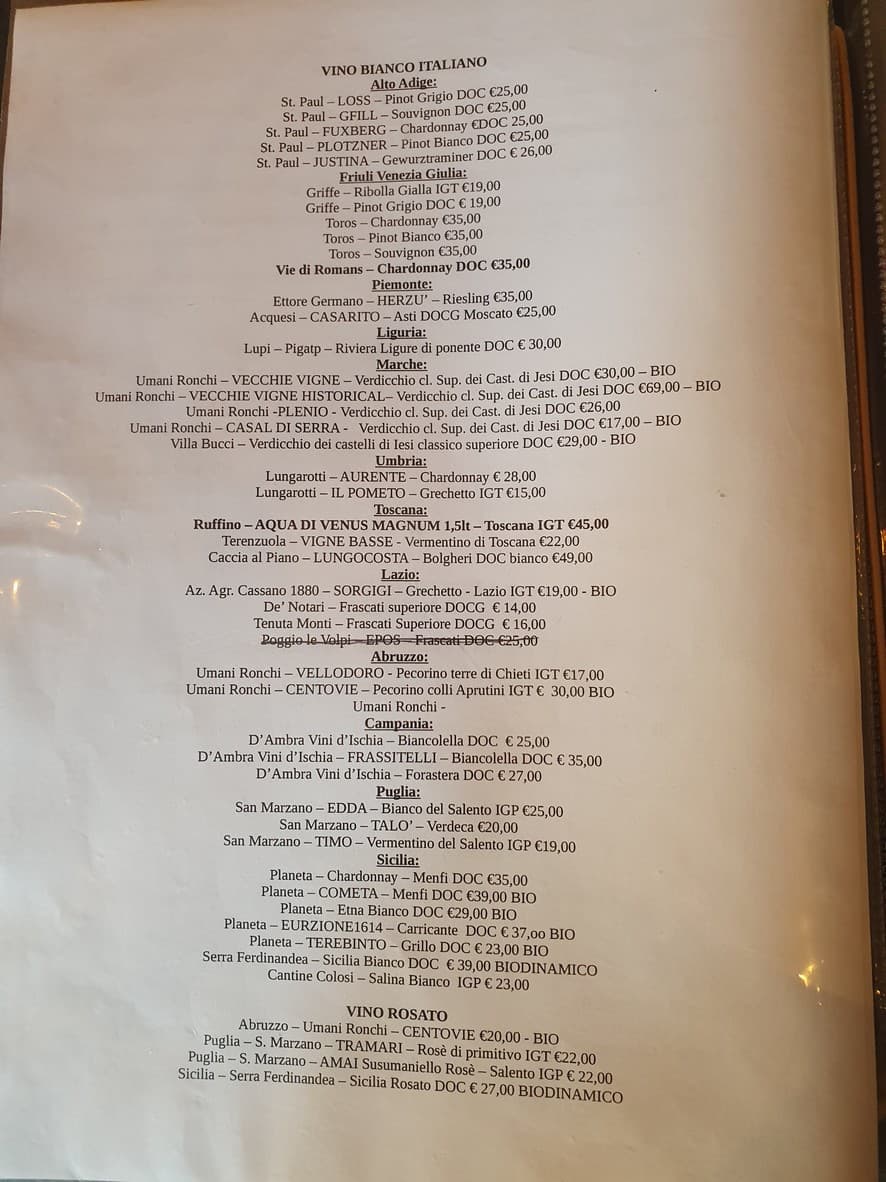 VINO BIANCO ITALIANO
Alto Adige:
St. Paul – LOSS – Pinot Grigio DOC €25,00
St. Paul – GFILL – Souvignon DOC €25,00
St. Paul – FUXBERG – Chardonnay €DOC 25,00
St. Paul – PLOTZNER – Pinot Bianco DOC €25,00
St. Paul – JUSTINA – Gewurztraminer DOC € 26,00
Friuli Venezia Giulia:
Griffe – Ribolla Gialla IGT €19,00
Griffe – Pinot Grigio DOC € 19,00
Toros – Chardonnay €35,00
Toros – Pinot Bianco €35,00
Toros – Souvignon €35,00
Vie di Romans – Chardonnay DOC €35,00
Piemonte:
Ettore Germano – HERZU’ – Riesling €35,00
Acquesi – CASARITO – Asti DOCG Moscato €25,00
Liguria:
Lupi – Pigatp – Riviera Ligure di ponente DOC € 30,00
Marche:
Umani Ronchi – VECCHIE VIGNE – Verdicchio cl. Sup. dei Cast. di Jesi DOC €30,00 – BIO
Umani Ronchi – VECCHIE VIGNE HISTORICAL– Verdicchio cl. Sup. dei Cast. di Jesi DOC €69,00 – BIO
Umani Ronchi -PLENIO - Verdicchio cl. Sup. dei Cast. di Jesi DOC €26,00
Umani Ronchi – CASAL DI SERRA - Verdicchio cl. Sup. dei Cast. di Jesi DOC €17,00 – BIO
Villa Bucci – Verdicchio dei castelli di Iesi classico superiore DOC €29,00 - BIO
Umbria:
Lungarotti – AURENTE – Chardonnay € 28,00
Lungarotti – IL POMETO – Grechetto IGT €15,00
Toscana:
Ruffino – AQUA DI VENUS MAGNUM 1,5lt – Toscana IGT €45,00
Terenzuola – VIGNE BASSE - Vermentino di Toscana €22,00
Caccia al Piano – LUNGOCOSTA – Bolgheri DOC bianco €49,00
Lazio:
Az. Agr. Cassano 1880 – SORGIGI – Grechetto - Lazio IGT €19,00 - BIO
De’ Notari – Frascati superiore DOCG € 14,00
Tenuta Monti – Frascati Superiore DOCG € 16,00
Poggio le Volpi – EPOS – Frascati DOC €25,00
Abruzzo:
Umani Ronchi – VELLODORO - Pecorino terre di Chieti IGT €17,00
Umani Ronchi – CENTOVIE – Pecorino colli Aprutini IGT € 30,00 BIO
Umani Ronchi -
Campania:
D’Ambra Vini d’Ischia – Biancolella DOC € 25,00
D’Ambra Vini d’Ischia – FRASSITELLI – Biancolella DOC € 35,00
D’Ambra Vini d’Ischia – Forastera DOC € 27,00
Puglia:
San Marzano – EDDA – Bianco del Salento IGP €25,00
San Marzano – TALO’ – Verdeca €20,00
San Marzano – TIMO – Vermentino del Salento IGP €19,00
Sicilia:
Planeta – Chardonnay – Menfi DOC €35,00
Planeta – COMETA – Menfi DOC €39,00 BIO
Planeta – Etna Bianco DOC €29,00 BIO
Planeta – EURZIONE1614 – Carricante DOC € 37,oo BIO
Planeta – TEREBINTO – Grillo DOC € 23,00 BIO
Serra Ferdinandea – Sicilia Bianco DOC € 39,00 BIODINAMICO
Cantine Colosi – Salina Bianco IGP € 23,00
VINO ROSATO
Abruzzo – Umani Ronchi – CENTOVIE €20,00 - BIO
Puglia – S. Marzano – TRAMARI – Rosè di primitivo IGT €22,00
Puglia – S. Marzano – AMAI Susumaniello Rosè – Salento IGP € 22,00
Sicilia – Serra Ferdinandea – Sicilia Rosato DOC € 27,00 BIODINAMICO